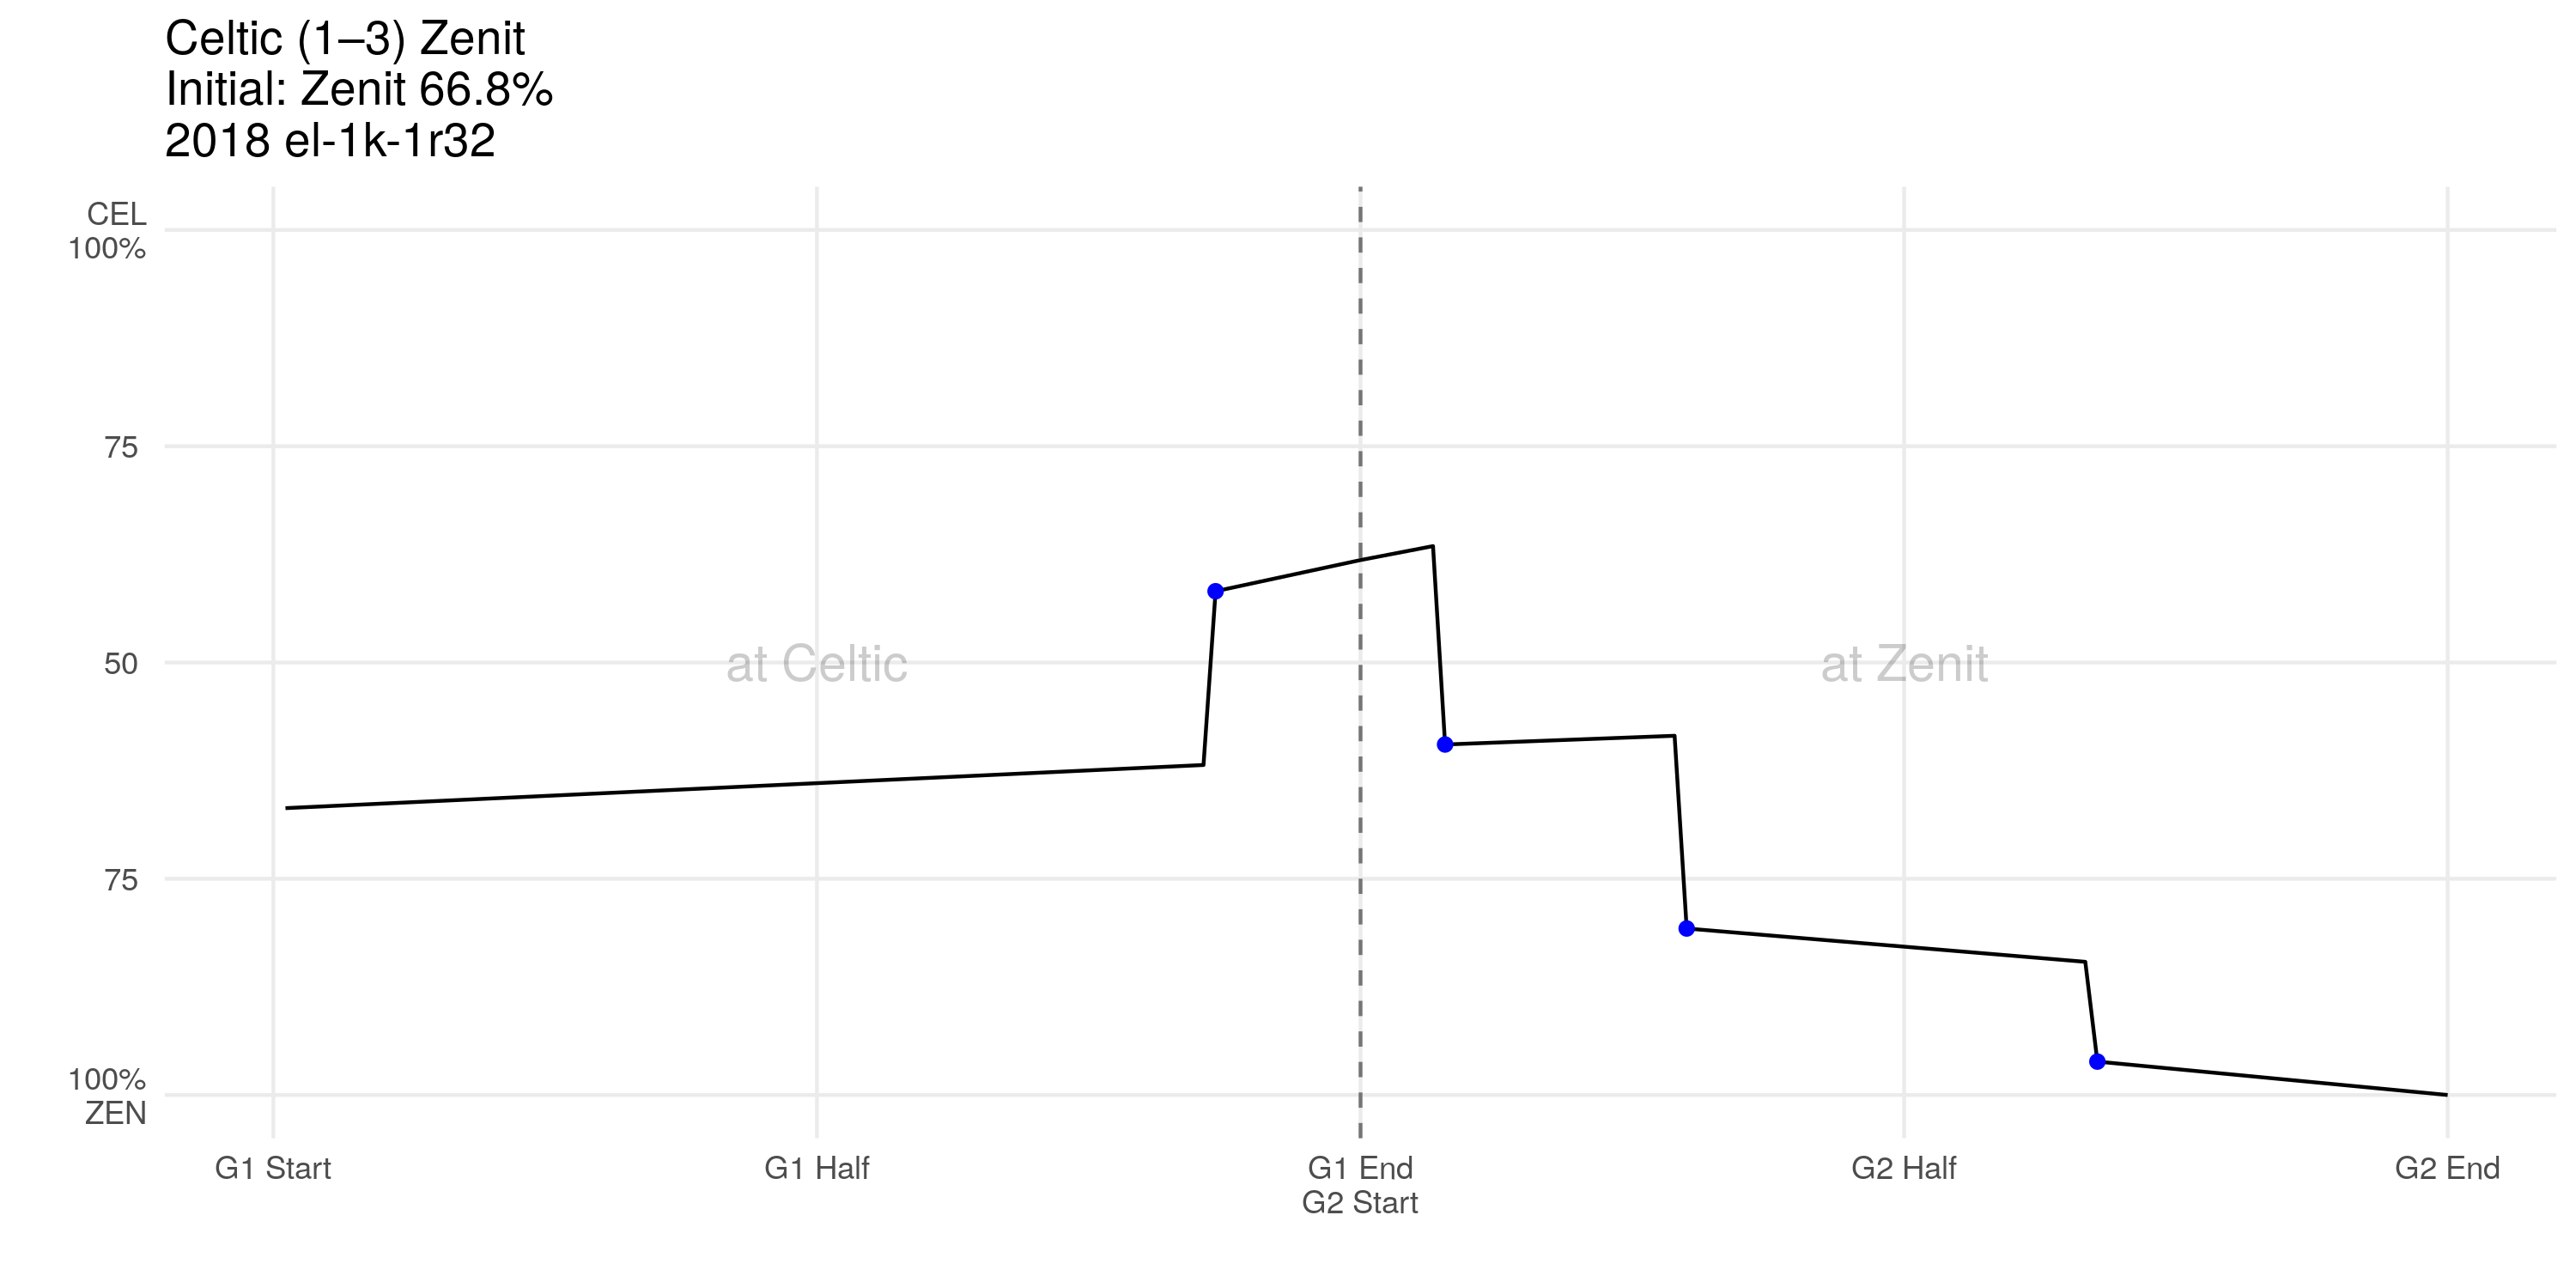 Celtic (1–3) Zenit
Initial: Zenit 66.8%
2018 el-1k-1r32
CEL
100%
75
50
75
100%
ZEN
at Celtic
at Zenit
G1 Start
G1 Half
G1 End
G2 Start
G2 Half
G2 End